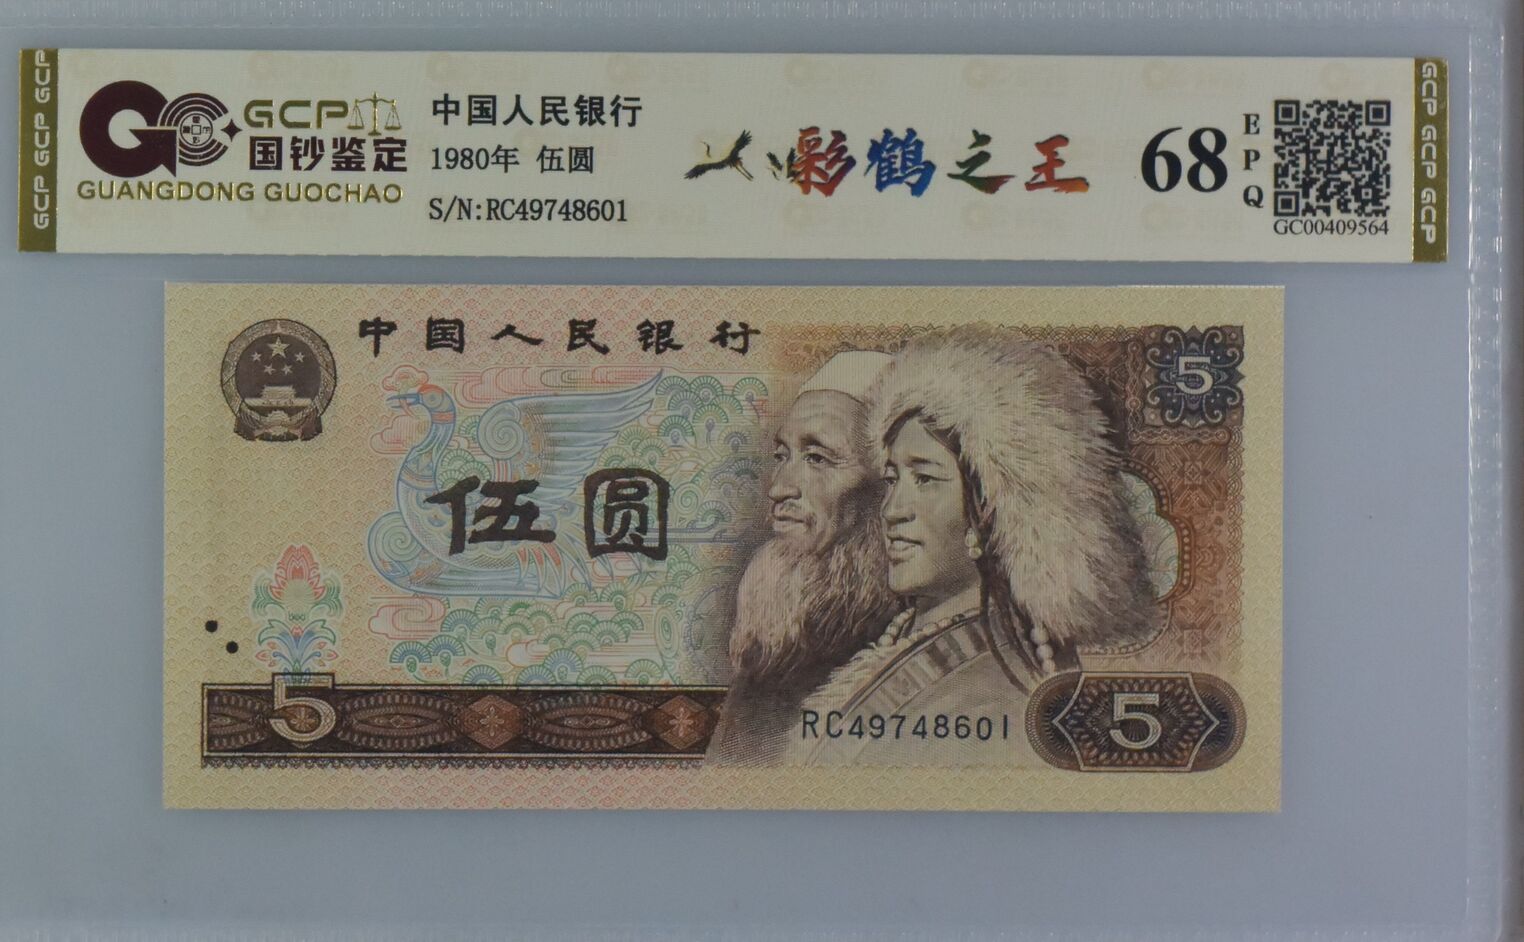 GCP GCP GCP
GCP
国钞鉴定
GUANGDONG GUOCHAO
中国人民银行
1980年 伍圆
S/N:RC49748601
彩鹤之王
68
EPQ
GC00409564
GCP GCP GCP
中国人民银行
5
伍圆
5
RC49748601
5